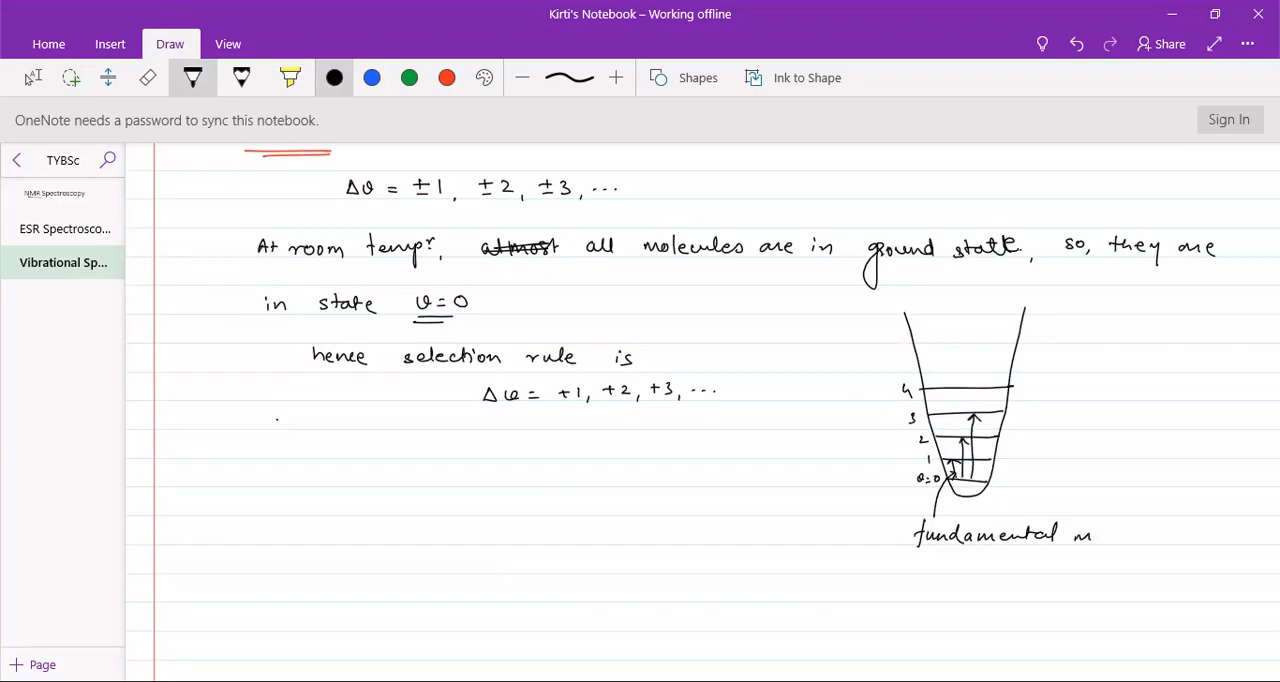 Kirti's Notebook – Working offline
Home Insert Draw View
Share
Shapes Ink to Shape
OneNote needs a password to sync this notebook.
Sign In
TYBSc
NMR Spectroscopy
ESR Spectrosco...
Vibrational Sp...
Page
Δυ = ±1, ±2, ±3, ...
At room tempr, atmost all molecules are in ground state, so, they are
in state υ=0
hence selection rule is
Δυ = +1, +2, +3, ...
4
3
2
1
υ=0
fundamental m